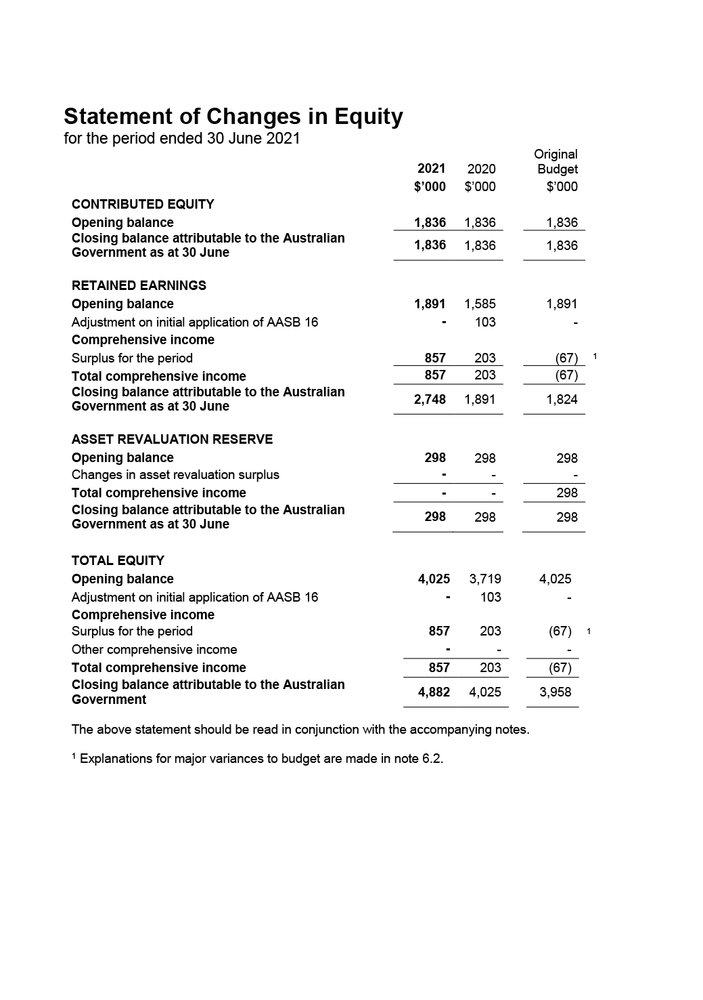 Statement of Changes in Equity
for the period ended 30 June 2021
Original
2021 2020 Budget
$’000 $’000 $’000
CONTRIBUTED EQUITY
Opening balance 1,836 1,836 1,836
Closing balance attributable to the Australian
Government as at 30 June 1,836 1,836 1,836
RETAINED EARNINGS
Opening balance 1,891 1,585 1,891
Adjustment on initial application of AASB 16 - 103 -
Comprehensive income
Surplus for the period 857 203 (67) 1
Total comprehensive income 857 203 (67)
Closing balance attributable to the Australian
Government as at 30 June 2,748 1,891 1,824
ASSET REVALUATION RESERVE
Opening balance 298 298 298
Changes in asset revaluation surplus - - -
Total comprehensive income - - 298
Closing balance attributable to the Australian
Government as at 30 June 298 298 298
TOTAL EQUITY
Opening balance 4,025 3,719 4,025
Adjustment on initial application of AASB 16 - 103 -
Comprehensive income
Surplus for the period 857 203 (67) 1
Other comprehensive income - - -
Total comprehensive income 857 203 (67)
Closing balance attributable to the Australian
Government 4,882 4,025 3,958
The above statement should be read in conjunction with the accompanying notes.
1 Explanations for major variances to budget are made in note 6.2.